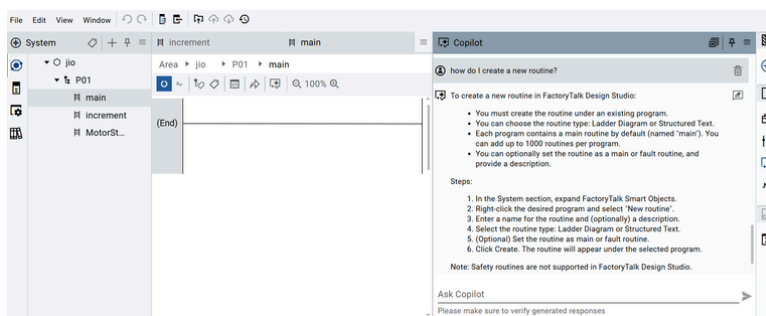 File Edit View Window
System
increment
main
Copilot
jio
P01
main
increment
MotorSt...
Area jio P01 main
100%
(End)
how do I create a new routine?
To create a new routine in FactoryTalk Design Studio:
• You must create the routine under an existing program.
• You can choose the routine type: Ladder Diagram or Structured Text.
• Each program contains a main routine by default (named 'main'). You
can add up to 1000 routines per program.
• You can optionally set the routine as a main or fault routine, and
provide a description.
Steps:
1. In the System section, expand FactoryTalk Smart Objects.
2. Right-click the desired program and select "New routine".
3. Enter a name for the routine and (optionally) a description.
4. Select the routine type: Ladder Diagram or Structured Text.
5. (Optional) Set the routine as main or fault routine.
6. Click Create. The routine will appear under the selected program.
Note: Safety routines are not supported in FactoryTalk Design Studio.
Ask Copilot
Please make sure to verify generated responses